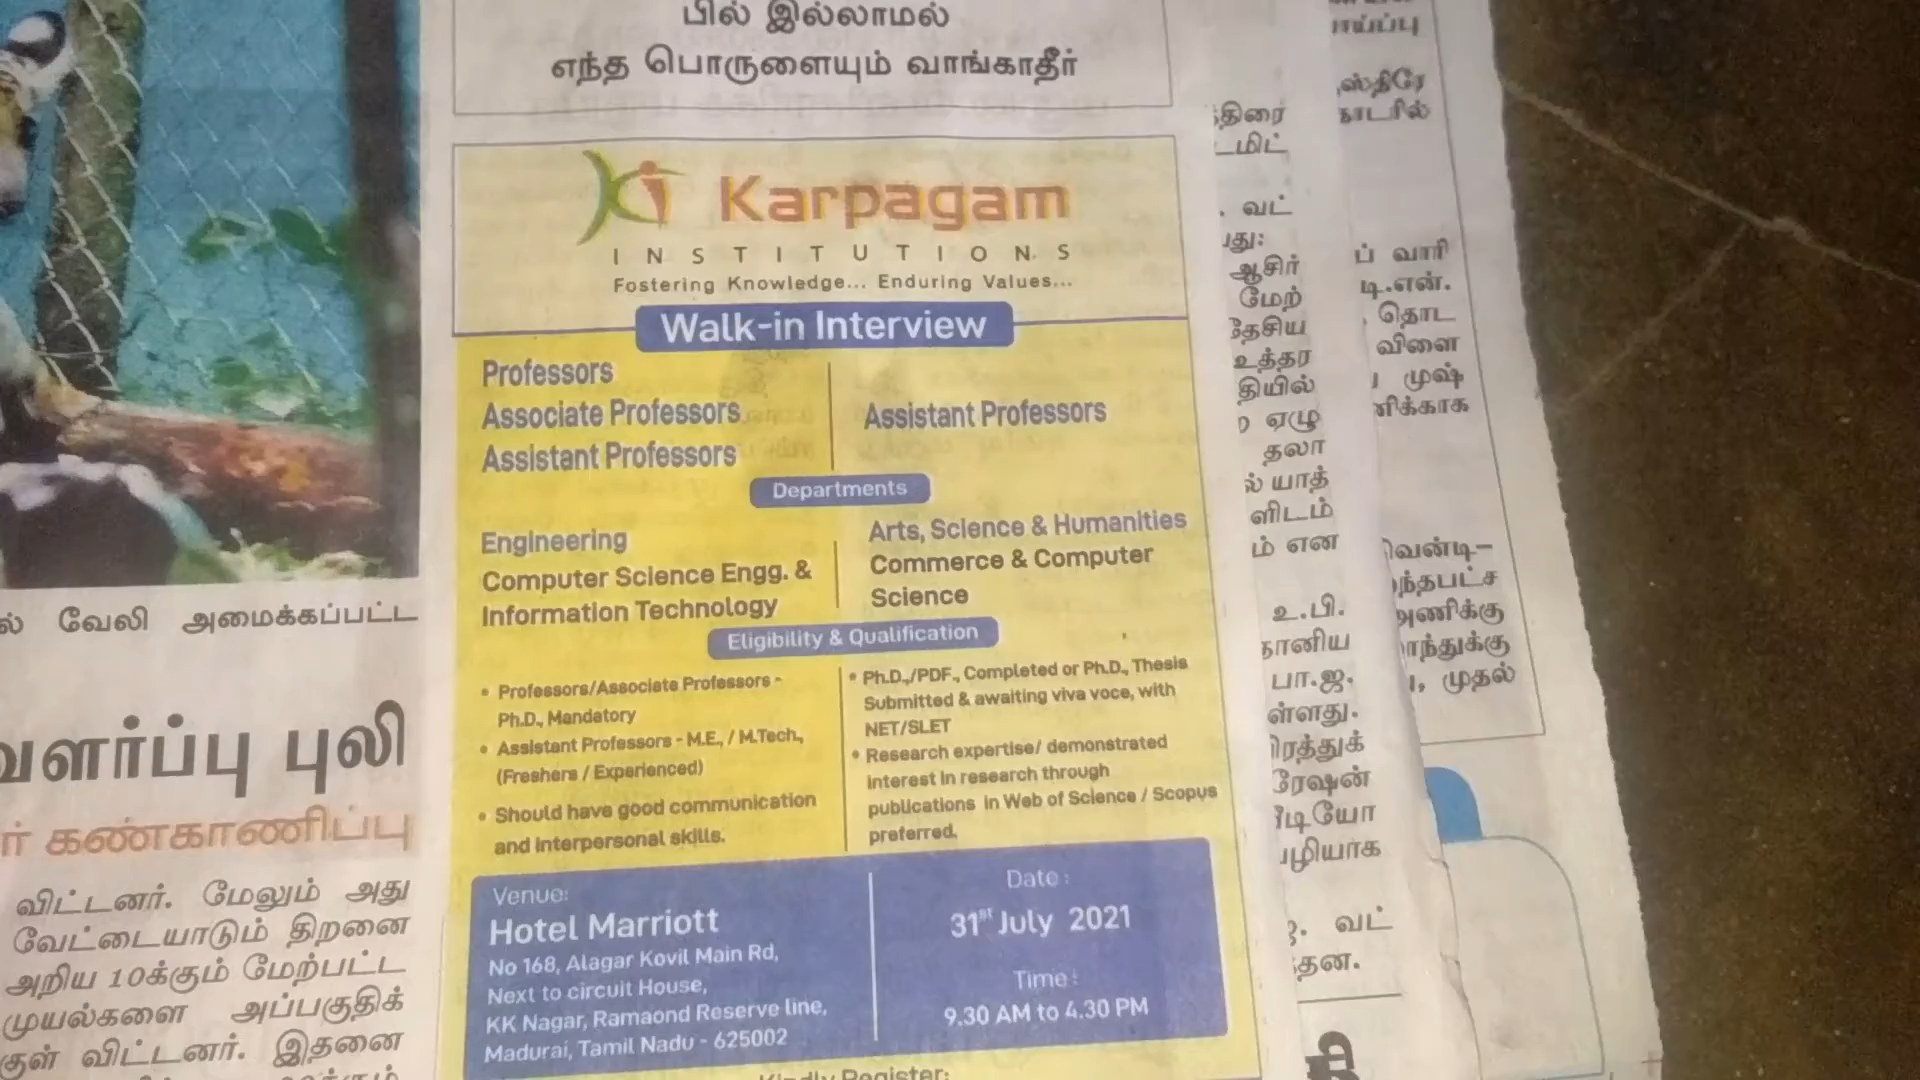 பில் இல்லாமல்
எந்த பொருளையும் வாங்காதீர்
Karpagam
INSTITUTIONS
Fostering Knowledge... Enduring Values...
Walk-in Interview
Professors
Associate Professors
Assistant Professors
Assistant Professors
Departments
Engineering
Computer Science Engg. &
Information Technology
Arts, Science & Humanities
Commerce & Computer
Science
Eligibility & Qualification
• Professors/Associate Professors -
Ph.D., Mandatory
• Assistant Professors - M.E., / M.Tech.,
(Freshers / Experienced)
• Should have good communication
and interpersonal skills.
• Ph.D.,/PDF., Completed or Ph.D., Thesis
Submitted & awaiting viva voce, with
NET/SLET
• Research expertise/ demonstrated
interest in research through
publications in Web of Science / Scopus
preferred.
Venue:
Hotel Marriott
No 168, Alagar Kovil Main Rd,
Next to circuit House,
KK Nagar, Ramaond Reserve line,
Madurai, Tamil Nadu - 625002
Date :
31st July 2021
Time :
9.30 AM to 4.30 PM
Register:
வேலி அமைக்கப்பட்ட
புலி
கண்காணிப்பு
விட்டனர். மேலும் அது
வேட்டையாடும் திறனை
அறிய 10க்கும் மேற்பட்ட
முயல்களை அப்பகுதிக்
விட்டனர். இதனை
வட்
ஆசிர்
மேற்
தேசிய
உத்தர
ஏழு
தலா
யாத்
என
உ.பி.
பா.ஜ.
வட்
வாரி
டி.என்.
தொட
விளை
முஷ்
முதல்